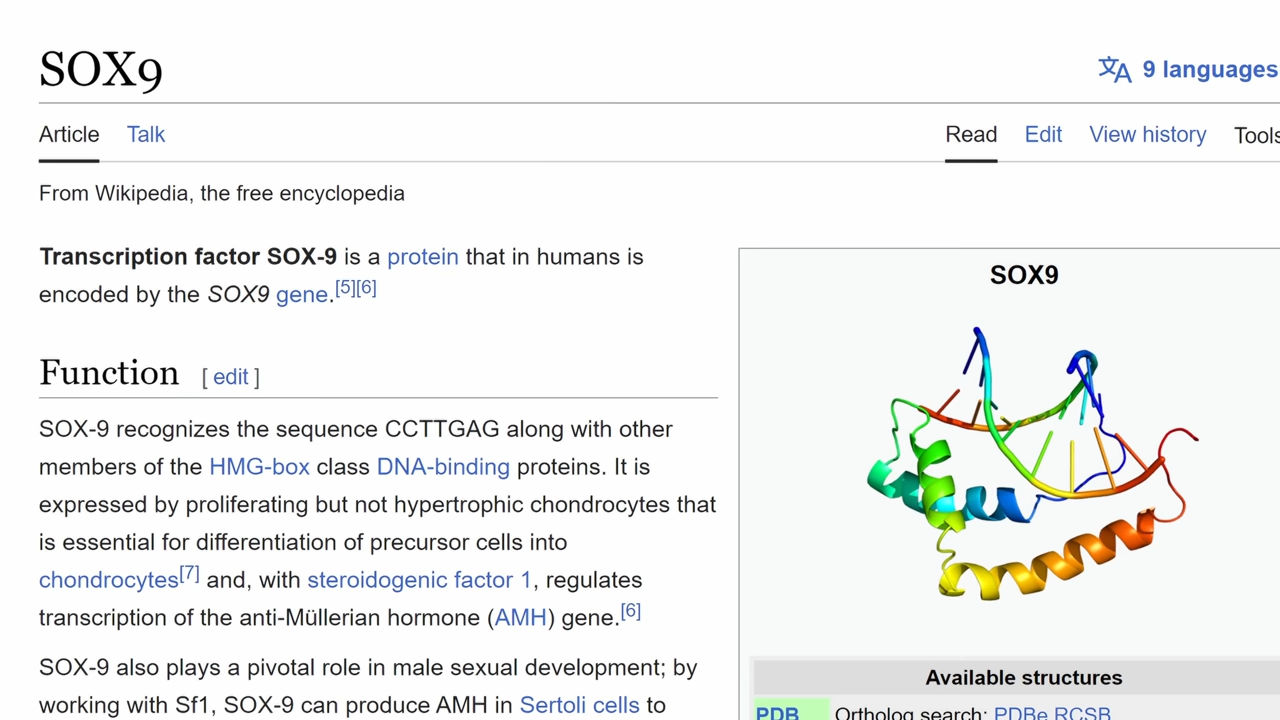 SOX9
文A 9 languages
Article Talk Read Edit View history Tools
From Wikipedia, the free encyclopedia
Transcription factor SOX-9 is a protein that in humans is
encoded by the SOX9 gene.[5][6]
Function [ edit ]
SOX-9 recognizes the sequence CCTTGAG along with other
members of the HMG-box class DNA-binding proteins. It is
expressed by proliferating but not hypertrophic chondrocytes that
is essential for differentiation of precursor cells into
chondrocytes[7] and, with steroidogenic factor 1, regulates
transcription of the anti-Müllerian hormone (AMH) gene.[6]
SOX-9 also plays a pivotal role in male sexual development; by
working with Sf1, SOX-9 can produce AMH in Sertoli cells to
SOX9
Available structures
PDB Ortholog search: PDBe RCSB